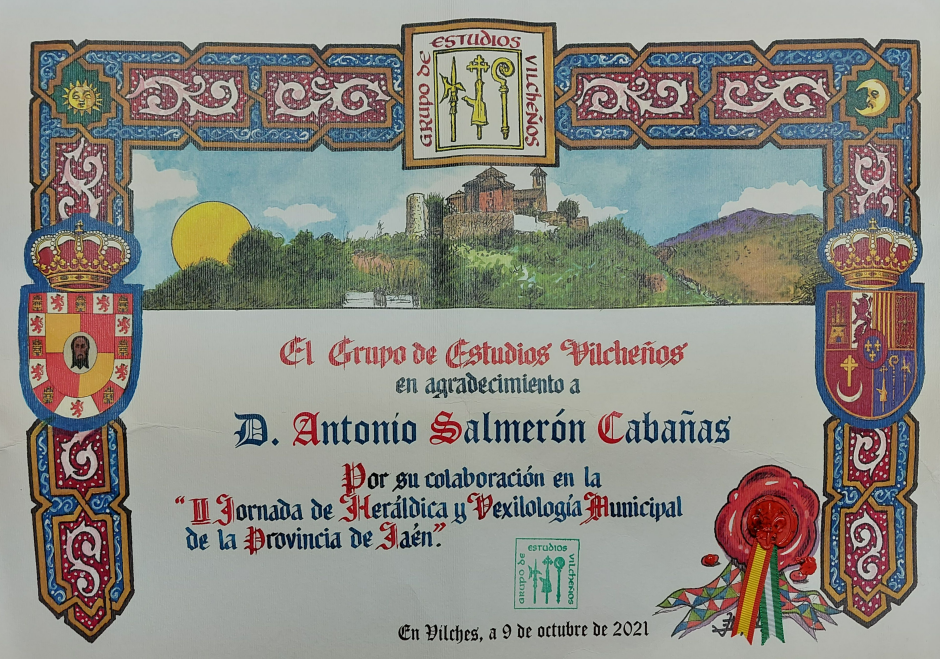 GRUPO DE ESTUDIOS VILCHEÑOS
El Grupo de Estudios Vilcheños
en agradecimiento a
D. Antonio Salmerón Cabañas
Por su colaboración en la
“II Jornada de Heráldica y Vexilología Municipal
de la Provincia de Jaén”.
GRUPO DE ESTUDIOS VILCHEÑOS
En Vilches, a 9 de octubre de 2021